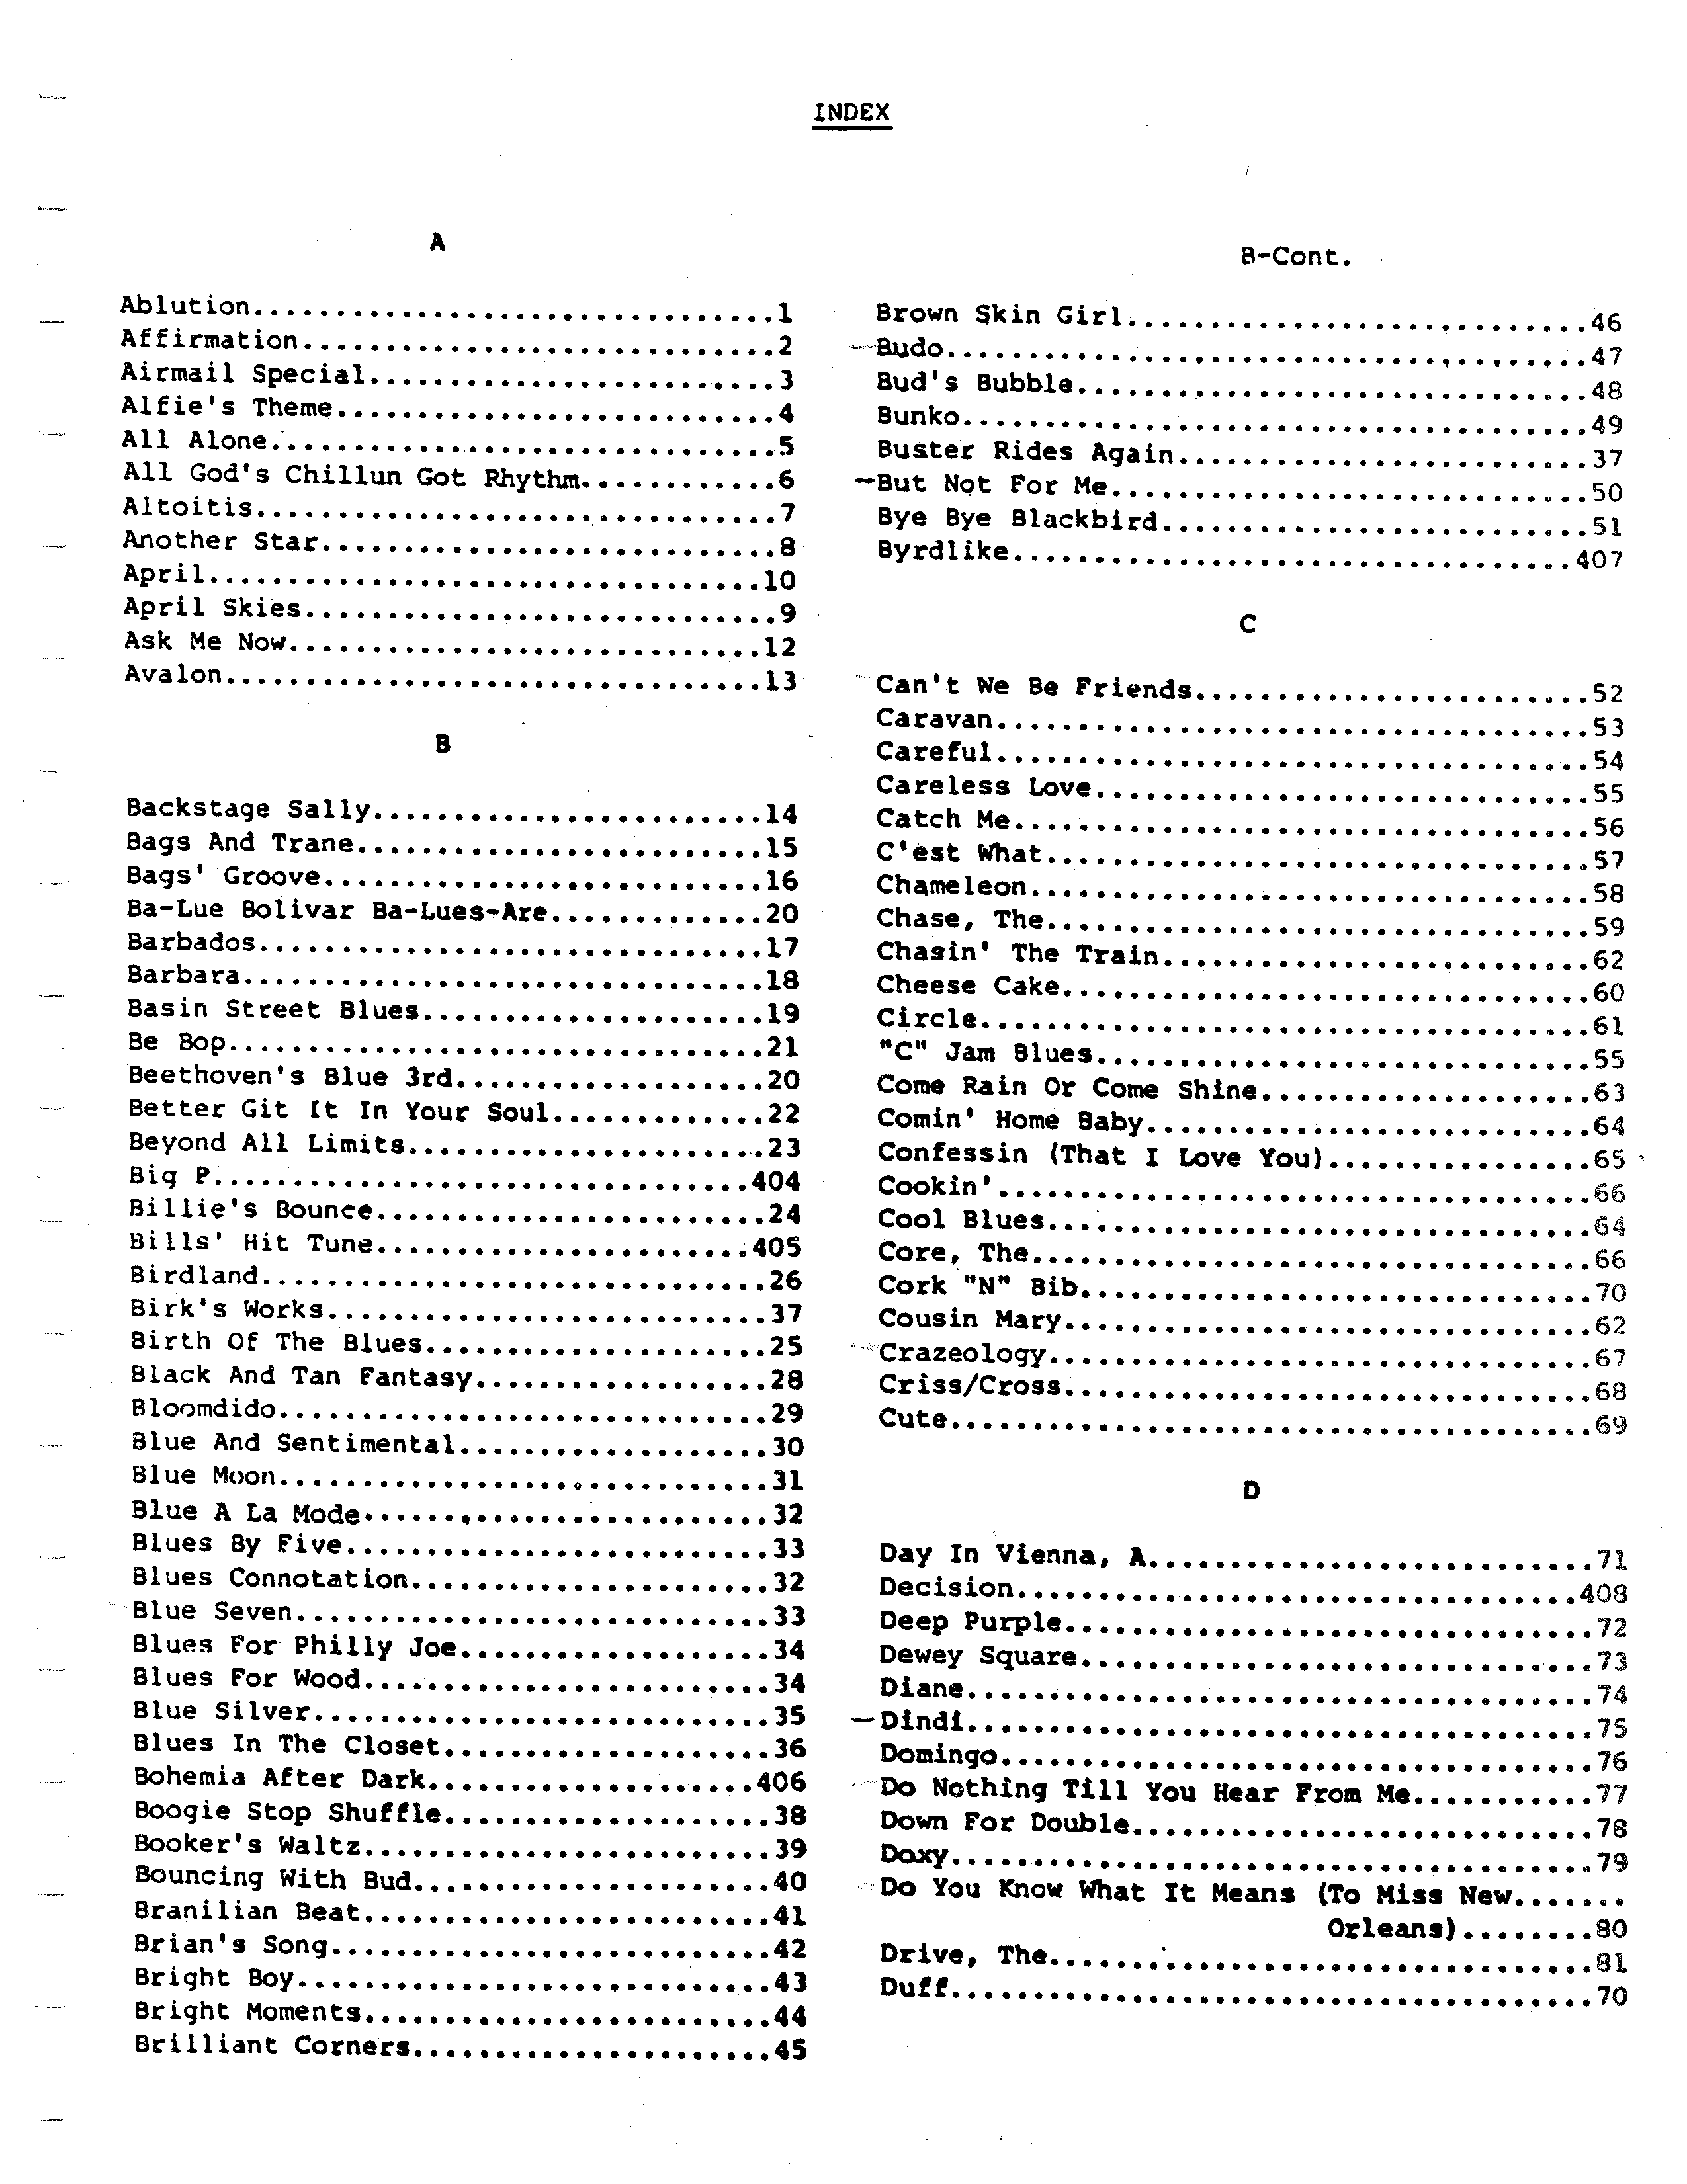 INDEX
A
Ablution................................1
Affirmation.............................2
Airmail Special.........................3
Alfie's Theme...........................4
All Alone...............................5
All God's Chillun Got Rhythm............6
Altoitis................................7
Another Star............................8
April..................................10
April Skies.............................9
Ask Me Now.............................12
Avalon.................................13
B
Backstage Sally........................14
Bags And Trane.........................15
Bags' Groove...........................16
Ba-Lue Bolivar Ba-Lues-Are.............20
Barbados...............................17
Barbara................................18
Basin Street Blues.....................19
Be Bop.................................21
Beethoven's Blue 3rd...................20
Better Git It In Your Soul.............22
Beyond All Limits......................23
Big P.................................404
Billie's Bounce........................24
Bills' Hit Tune.......................405
Birdland...............................26
Birk's Works...........................37
Birth Of The Blues.....................25
Black And Tan Fantasy..................28
Bloomdido..............................29
Blue And Sentimental...................30
Blue Moon..............................31
Blue A La Mode.........................32
Blues By Five..........................33
Blues Connotation......................32
Blue Seven.............................33
Blues For Philly Joe...................34
Blues For Wood.........................34
Blue Silver............................35
Blues In The Closet....................36
Bohemia After Dark....................406
Boogie Stop Shuffle....................38
Booker's Waltz.........................39
Bouncing With Bud......................40
Branilian Beat.........................41
Brian's Song...........................42
Bright Boy.............................43
Bright Moments.........................44
Brilliant Corners......................45
B-Cont.
Brown Skin Girl............................46
Budo.......................................47
Bud's Bubble...............................48
Bunko......................................49
Buster Rides Again.........................37
But Not For Me.............................50
Bye Bye Blackbird..........................51
Byrdlike..................................407
C
Can't We Be Friends........................52
Caravan....................................53
Careful....................................54
Careless Love..............................55
Catch Me...................................56
C'est What.................................57
Chameleon..................................58
Chase, The.................................59
Chasin' The Train..........................62
Cheese Cake................................60
Circle.....................................61
"C" Jam Blues..............................55
Come Rain Or Come Shine....................63
Comin' Home Baby...........................64
Confessin (That I Love You)................65
Cookin'....................................66
Cool Blues.................................64
Core, The..................................66
Cork "N" Bib...............................70
Cousin Mary................................62
Crazeology.................................67
Criss/Cross................................68
Cute.......................................69
D
Day In Vienna, A...........................71
Decision..................................408
Deep Purple................................72
Dewey Square...............................73
Diane......................................74
Dindi......................................75
Domingo....................................76
Do Nothing Till You Hear From Me...........77
Down For Double............................78
Doxy.......................................79
Do You Know What It Means (To Miss New.......
Orleans)........80
Drive, The.................................81
Duff.......................................70